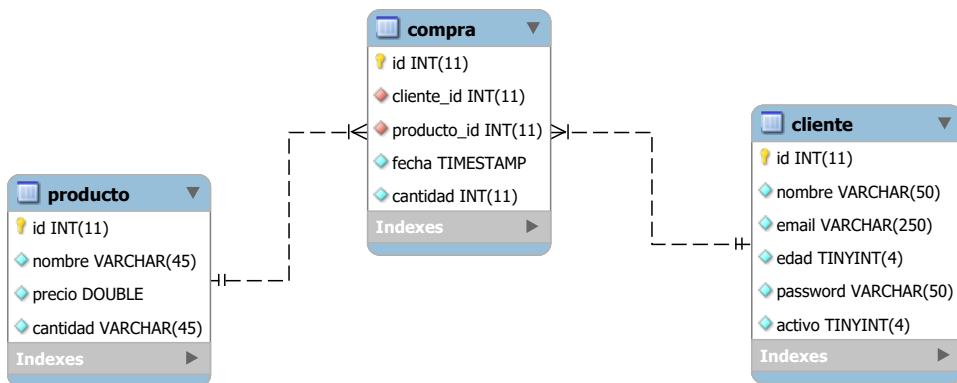 compra
id INT(11)
cliente_id INT(11)
producto_id INT(11)
fecha TIMESTAMP
cantidad INT(11)
Indexes
producto
id INT(11)
nombre VARCHAR(45)
precio DOUBLE
cantidad VARCHAR(45)
Indexes
cliente
id INT(11)
nombre VARCHAR(50)
email VARCHAR(250)
edad TINYINT(4)
password VARCHAR(50)
activo TINYINT(4)
Indexes